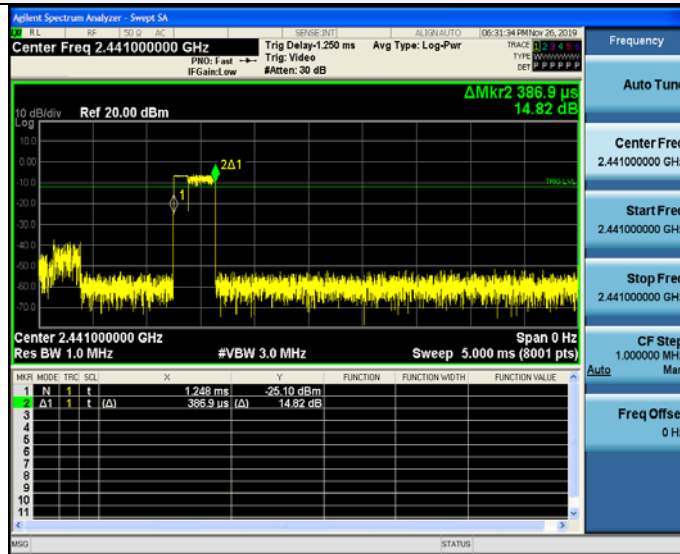 Agilent Spectrum Analyzer - Swept SA
RL RF 50 Ω AC SENSE:INT ALIGNAUTO 06:31:34 PM Nov 26, 2019
Center Freq 2.441000000 GHz
Trig Delay-1.250 ms Avg Type: Log-Pwr TRACE 1 2 3 4 5 6
PNO: Fast Trig: Video TYPE
IFGain:Low #Atten: 30 dB DET P P P P P P
Frequency
ΔMkr2 386.9 µs
14.82 dB
10 dB/div Ref 20.00 dBm
Log
10.0
0.00
-10.0
-20.0
-30.0
-40.0
-50.0
-60.0
-70.0
2Δ1
1
TRIG LVL
Center 2.441000000 GHz Span 0 Hz
Res BW 1.0 MHz #VBW 3.0 MHz Sweep 5.000 ms (8001 pts)
MKR MODE TRC SCL X Y FUNCTION FUNCTION WIDTH FUNCTION VALUE
1 N 1 t 1.248 ms -25.10 dBm
2 Δ1 1 t (Δ) 386.9 µs (Δ) 14.82 dB
3
4
5
6
7
8
9
10
11
MSG STATUS
Auto Tun
Center Fre
2.441000000 GH
Start Fre
2.441000000 GH
Stop Fre
2.441000000 GH
CF Step
1.000000 MH
Auto Ma
Freq Offse
0 H